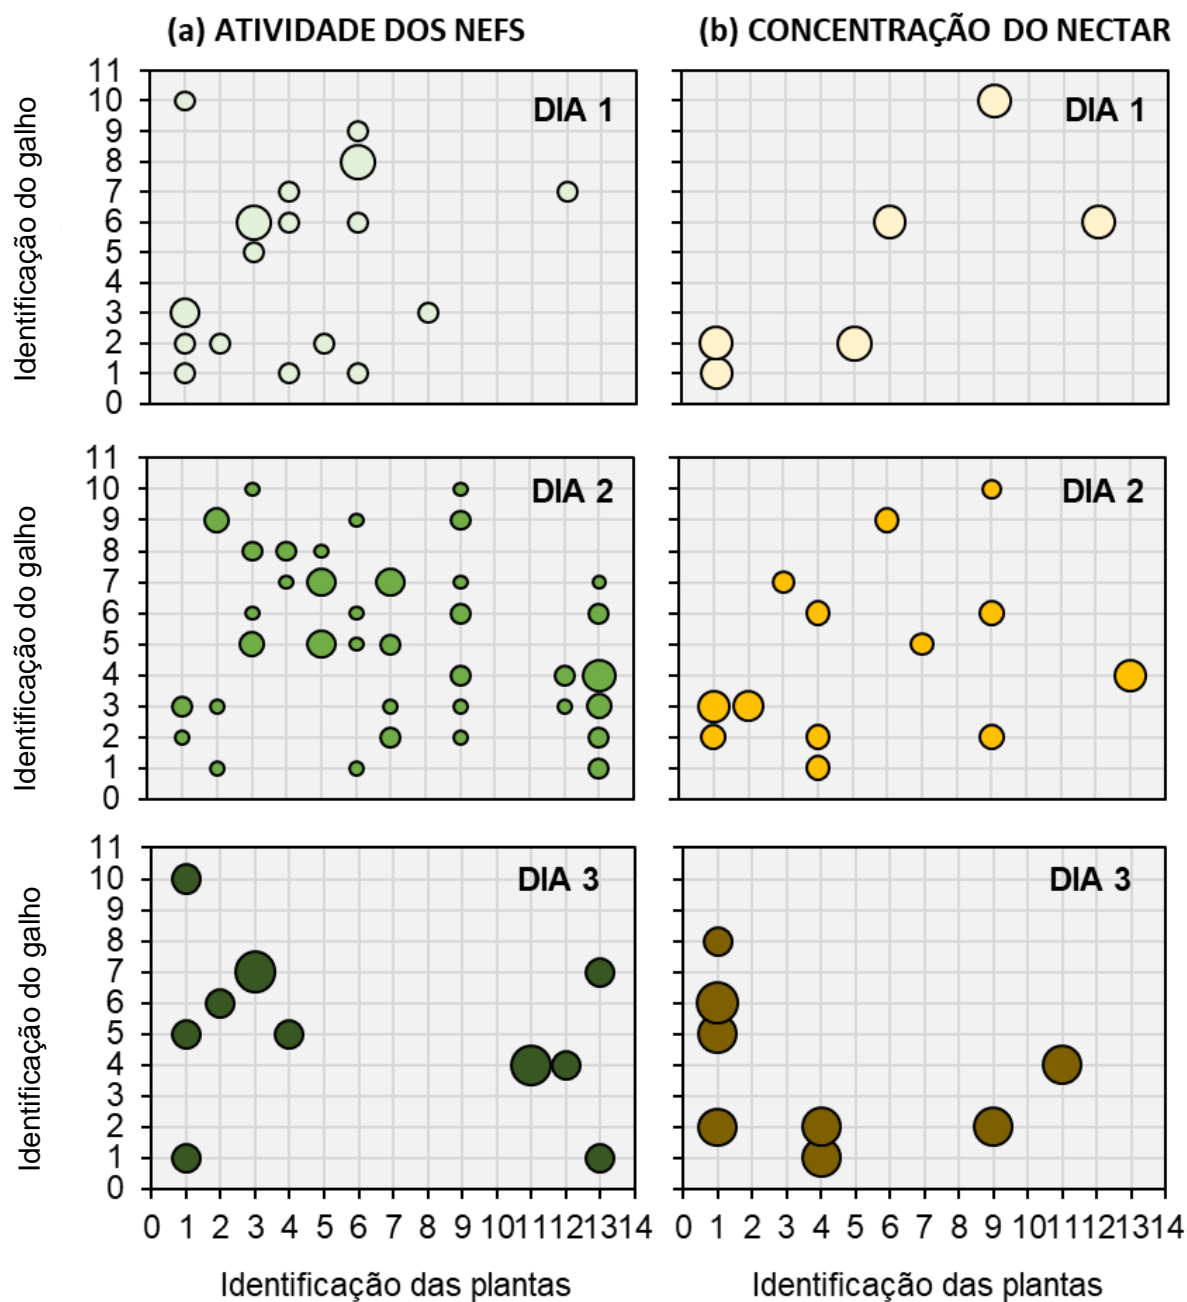 (a) ATIVIDADE DOS NEFS
(b) CONCENTRAÇÃO DO NECTAR
Identificação do galho
11
10
9
8
7
6
5
4
3
2
1
0
DIA 1
DIA 1
Identificação do galho
11
10
9
8
7
6
5
4
3
2
1
0
DIA 2
DIA 2
Identificação do galho
11
10
9
8
7
6
5
4
3
2
1
0
DIA 3
DIA 3
0 1 2 3 4 5 6 7 8 9 10 11 12 13 14
0 1 2 3 4 5 6 7 8 9 10 11 12 13 14
Identificação das plantas
Identificação das plantas